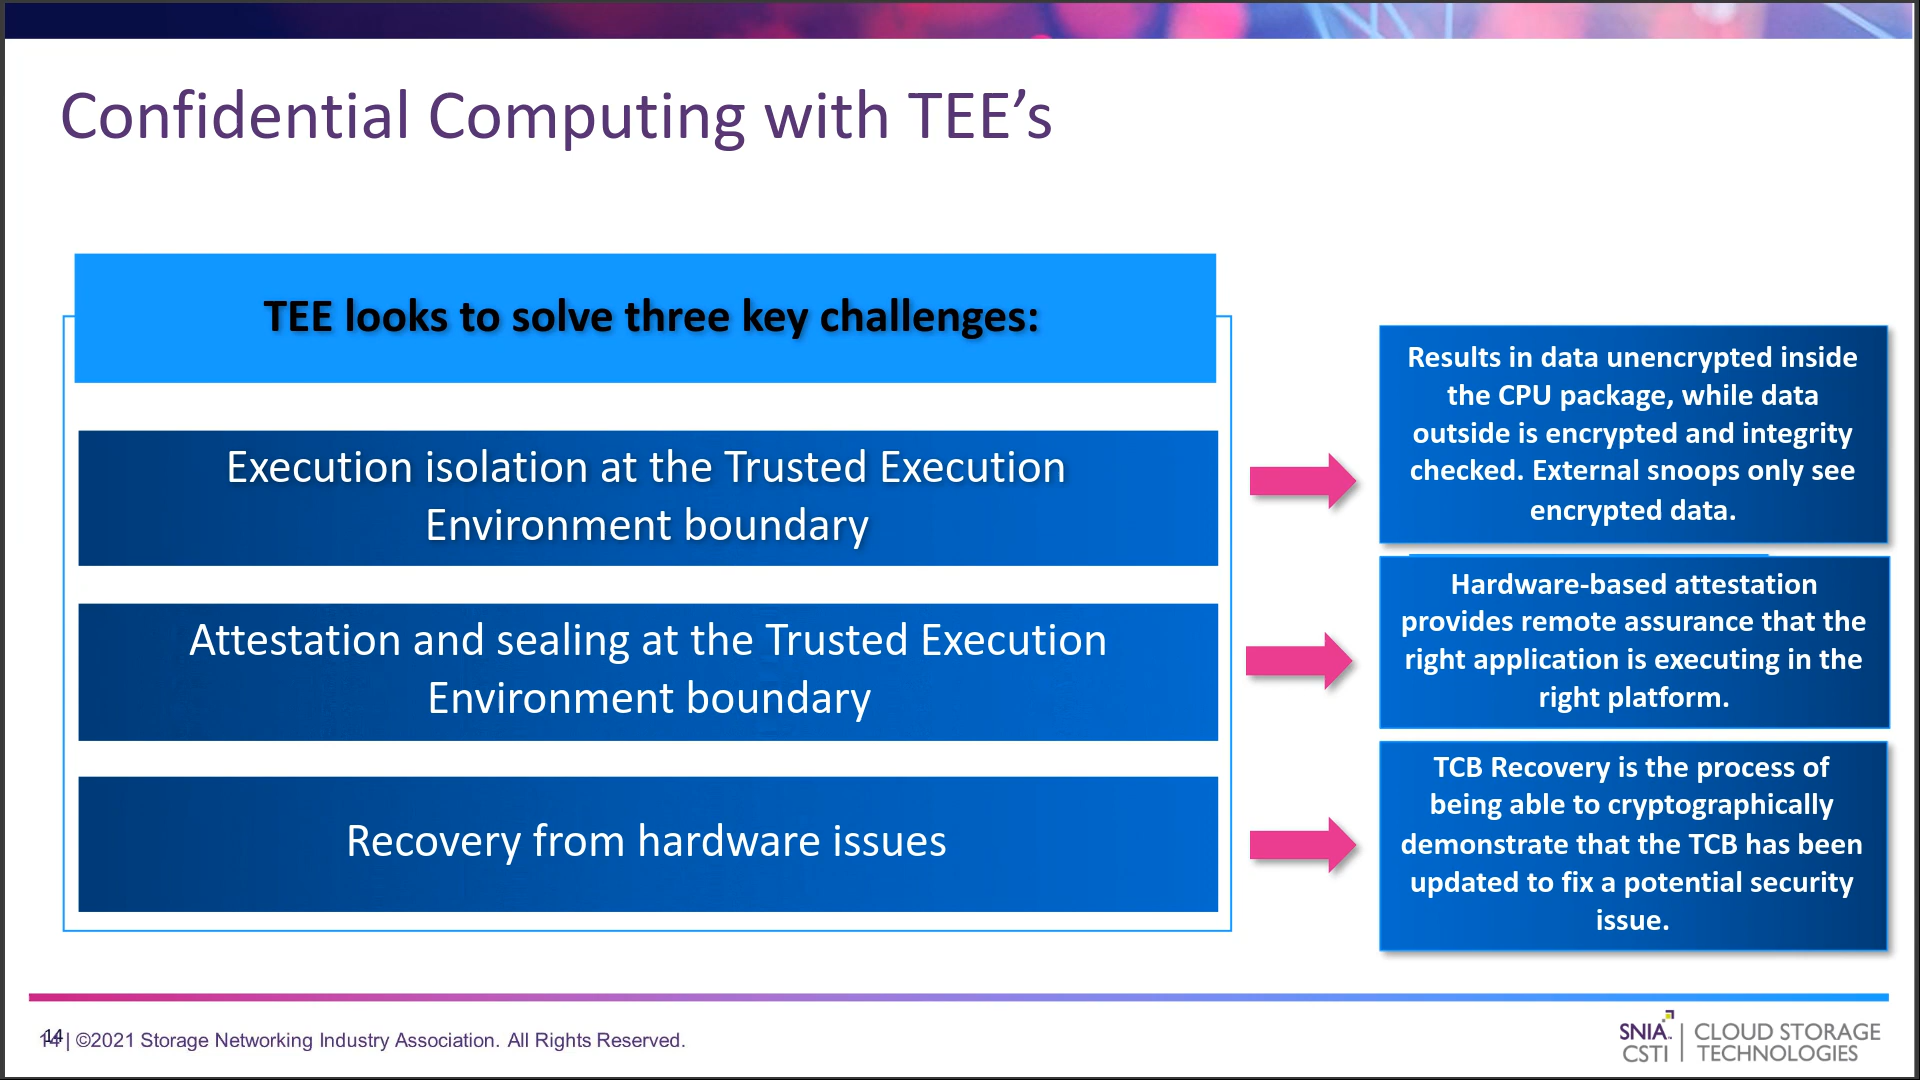 Confidential Computing with TEE’s
TEE looks to solve three key challenges:
Execution isolation at the Trusted Execution
Environment boundary
Results in data unencrypted inside
the CPU package, while data
outside is encrypted and integrity
checked. External snoops only see
encrypted data.
Attestation and sealing at the Trusted Execution
Environment boundary
Hardware-based attestation
provides remote assurance that the
right application is executing in the
right platform.
Recovery from hardware issues
TCB Recovery is the process of
being able to cryptographically
demonstrate that the TCB has been
updated to fix a potential security
issue.
14 | ©2021 Storage Networking Industry Association. All Rights Reserved.
14
SNIA
CSTI
CLOUD STORAGE
TECHNOLOGIES